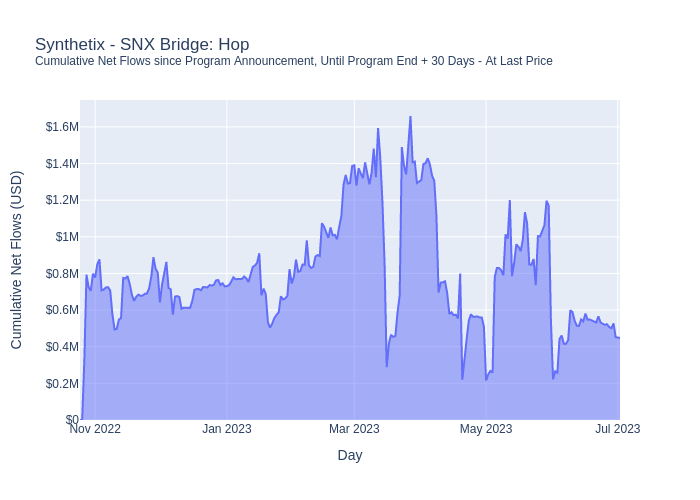 Synthetix - SNX Bridge: Hop
Cumulative Net Flows since Program Announcement, Until Program End + 30 Days - At Last Price
Cumulative Net Flows (USD)
$1.6M
$1.4M
$1.2M
$1M
$0.8M
$0.6M
$0.4M
$0.2M
$0
Nov 2022
Jan 2023
Mar 2023
May 2023
Jul 2023
Day